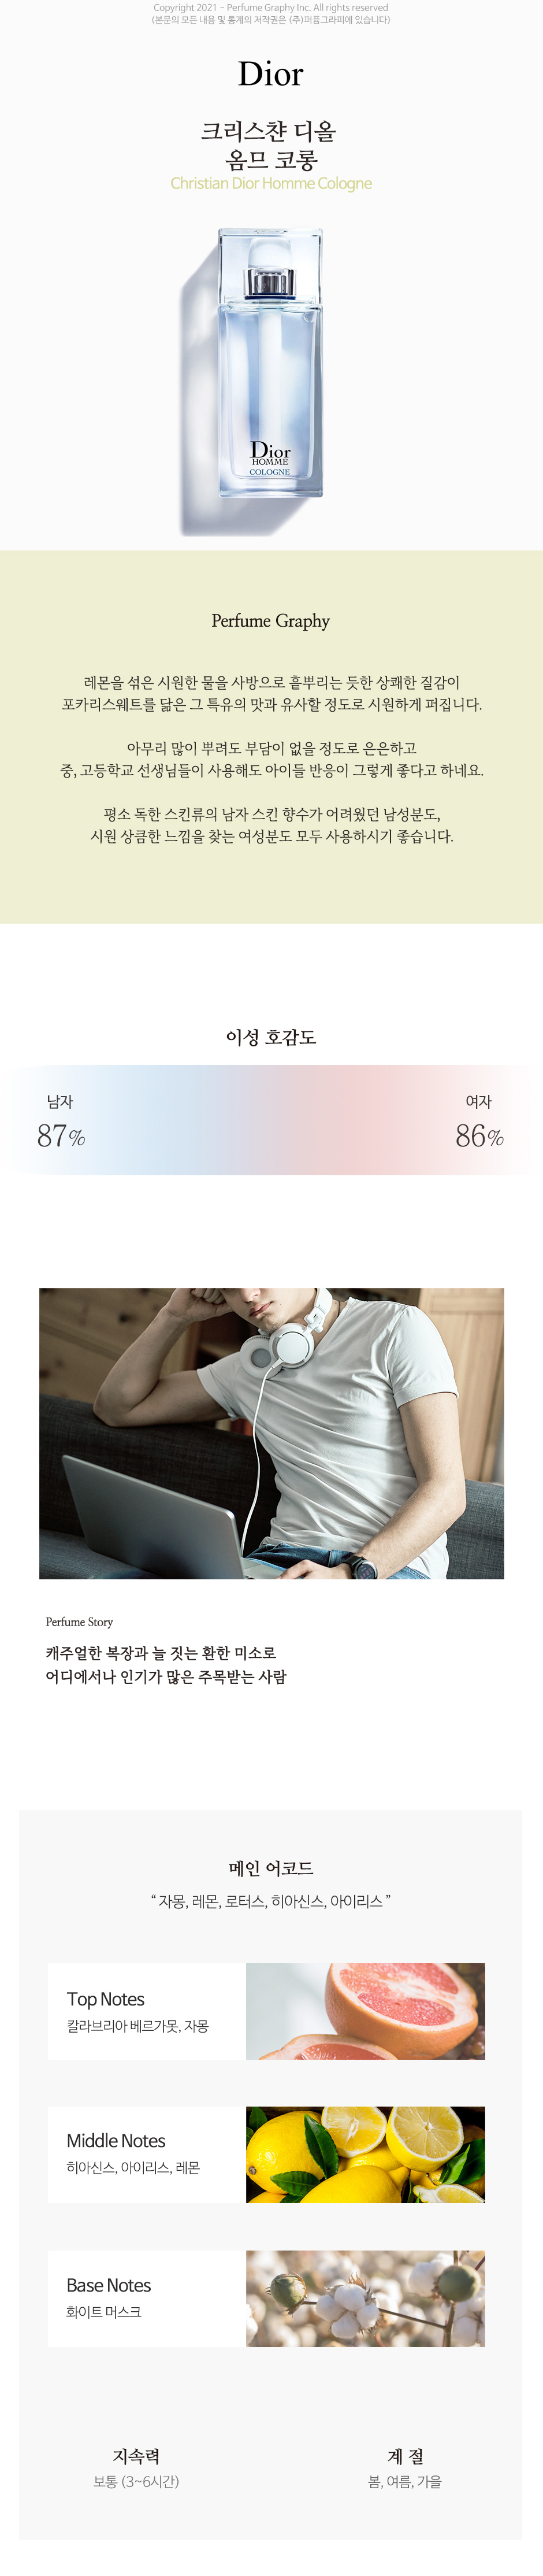 Copyright 2021 - Perfume Graphy Inc. All rights reserved
(본문의 모든 내용 및 통계의 저작권은 (주)퍼퓸그라피에 있습니다)
Dior
크리스챤 디올
옴므 코롱
Christian Dior Homme Cologne
Dior
HOMME
COLOGNE
Perfume Graphy
레몬을 섞은 시원한 물을 사방으로 흩뿌리는 듯한 상쾌한 질감이
포카리스웨트를 닮은 그 특유의 맛과 유사할 정도로 시원하게 퍼집니다.
아무리 많이 뿌려도 부담이 없을 정도로 은은하고
중, 고등학교 선생님들이 사용해도 아이들 반응이 그렇게 좋다고 하네요.
평소 독한 스킨류의 남자 스킨 향수가 어려웠던 남성분도,
시원 상큼한 느낌을 찾는 여성분도 모두 사용하시기 좋습니다.
이성 호감도
남자
여자
87%
86%
Perfume Story
캐주얼한 복장과 늘 짓는 환한 미소로
어디에서나 인기가 많은 주목받는 사람
메인 어코드
“ 자몽, 레몬, 로터스, 히아신스, 아이리스 ”
Top Notes
칼라브리아 베르가못, 자몽
Middle Notes
히아신스, 아이리스, 레몬
Base Notes
화이트 머스크
지속력
계 절
보통 (3~6시간)
봄, 여름, 가을